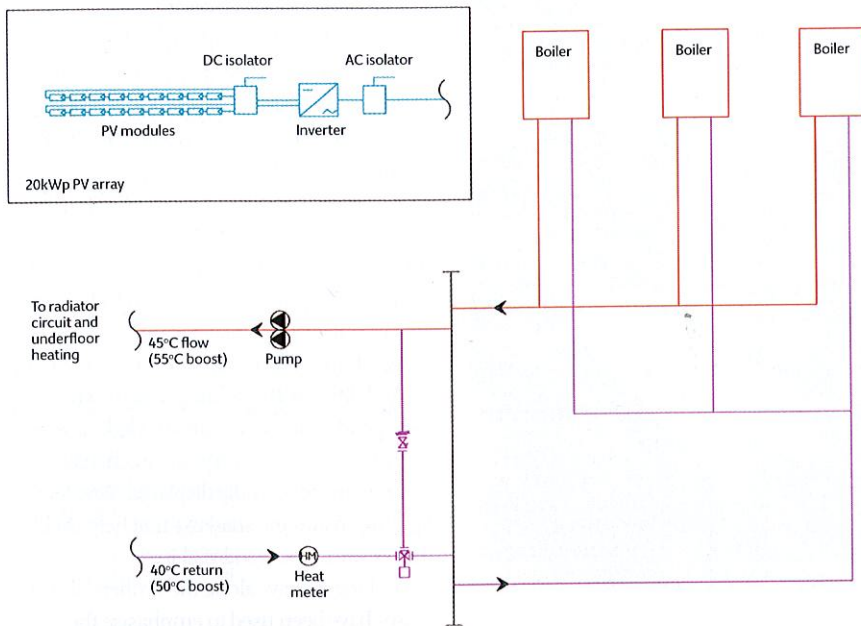 DC isolator
AC isolator
PV modules
Inverter
20kWp PV array
Boiler
Boiler
Boiler
To radiator
circuit and
underfloor
heating
45°C flow
(55°C boost)
Pump
40°C return
(50°C boost)
HM
Heat
meter